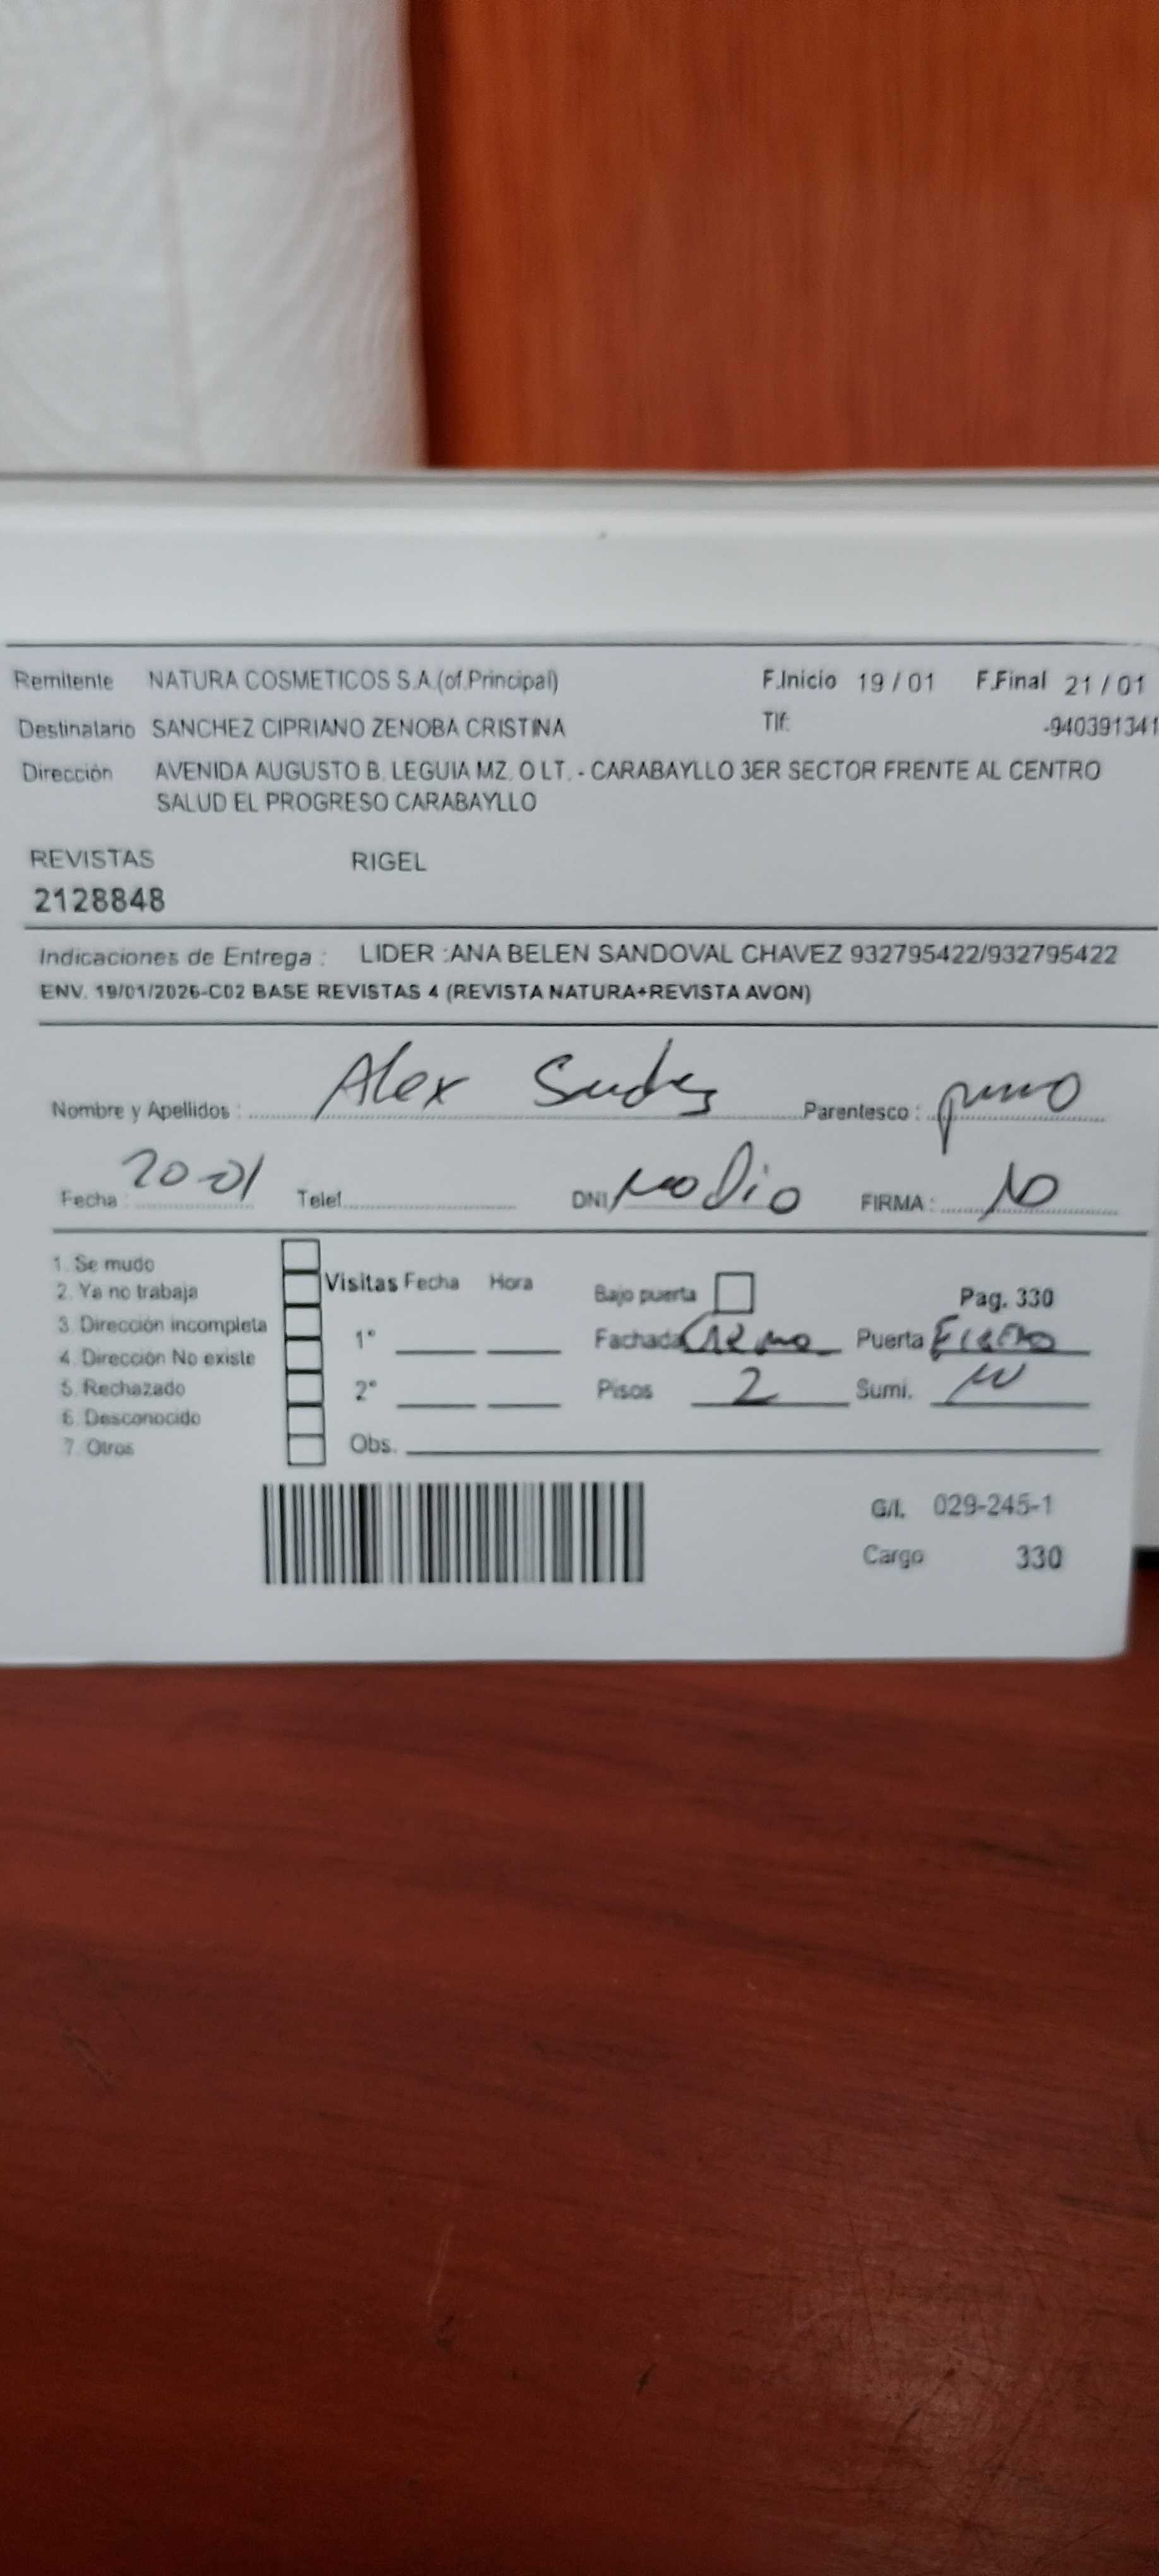 Remitente NATURA COSMETICOS S.A.(of.Principal) F.Inicio 19 / 01 F.Final 21 / 01
Destinatario SANCHEZ CIPRIANO ZENOBA CRISTINA Tlf: -940391341
Dirección AVENIDA AUGUSTO B. LEGUIA MZ. O LT. - CARABAYLLO 3ER SECTOR FRENTE AL CENTRO
SALUD EL PROGRESO CARABAYLLO
REVISTAS RIGEL
2128848
Indicaciones de Entrega : LIDER :ANA BELEN SANDOVAL CHAVEZ 932795422/932795422
ENV. 19/01/2026-C02 BASE REVISTAS 4 (REVISTA NATURA+REVISTA AVON)
Nombre y Apellidos : Alex Parentesco :
Fecha : 20-01 Telef. DNI No Dio FIRMA : No
1. Se mudo
2. Ya no trabaja Visitas Fecha Hora Bajo puerta Pag. 330
3. Dirección incompleta 1° Fachada Crema Puerta Fierro
4. Dirección No existe
5. Rechazado 2° Pisos 2 Sumi.
6. Desconocido
7. Otros Obs.
G/I. 029-245-1
Cargo 330